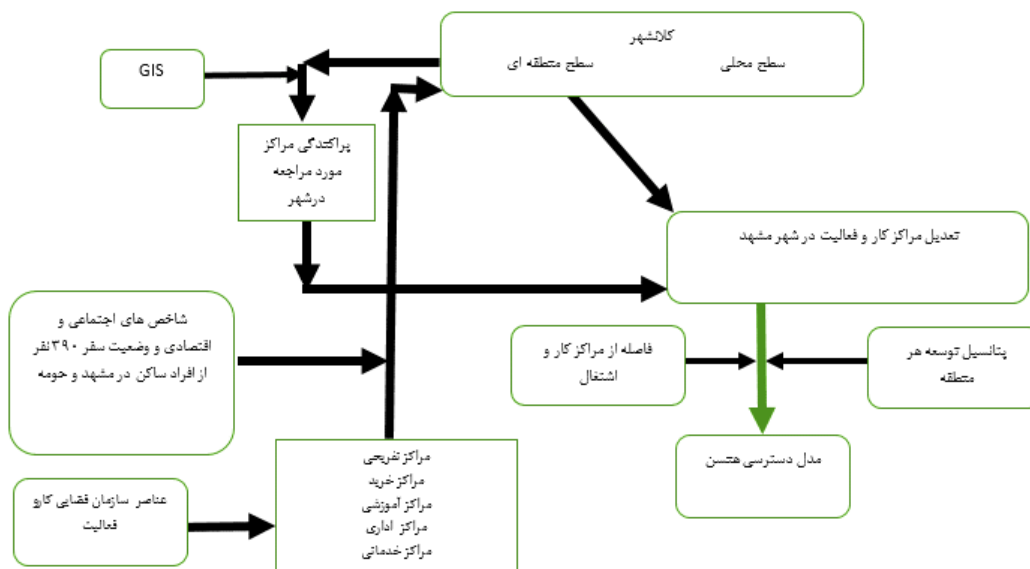 کلانشهر
سطح محلی
سطح منطقه ای
GIS
پراکندگی مراکز
مورد مراجعه
درشهر
تعدیل مراکز کار و فعالیت در شهر مشهد
شاخص های اجتماعی و
اقتصادی و وضعیت سفر ۳۹۰نفر
از افراد ساکن در مشهد و حومه
فاصله از مراکز کار و
اشتغال
پتانسیل توسعه هر
منطقه
مدل دسترسی هنسن
مراکز تفریحی
مراکز خرید
مراکز آموزشی
مراکز اداری
مراکز خدماتی
عناصر سازمان فضایی کارو
فعالیت